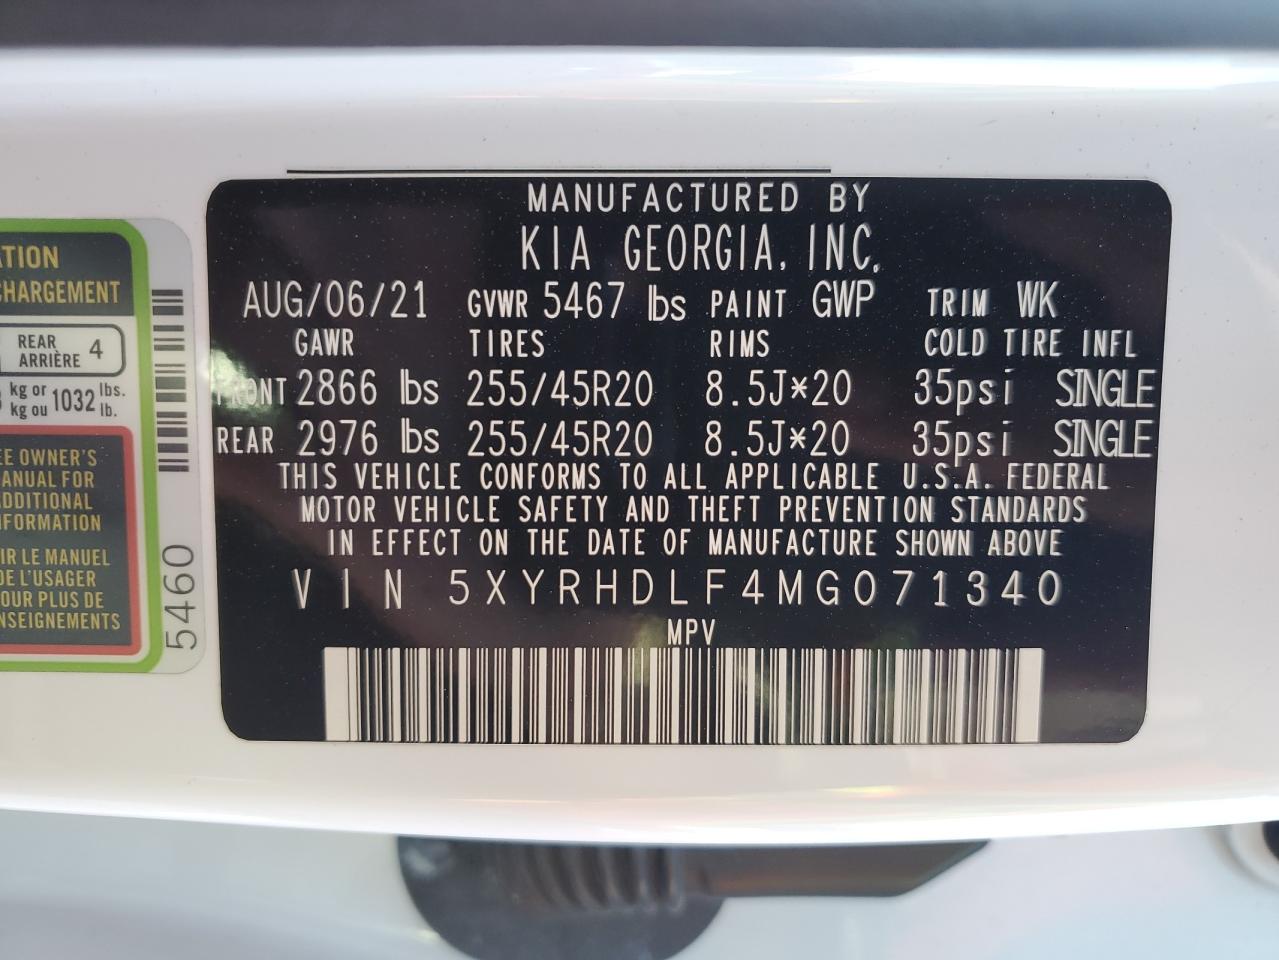 ATION
CHARGEMENT
REAR
ARRIÈRE 4
kg or
kg ou 1032 lbs.
lb.
EE OWNER'S
ANUAL FOR
ADDITIONAL
NFORMATION
IR LE MANUEL
DE L'USAGER
OUR PLUS DE
NSEIGNEMENTS
5460
MANUFACTURED BY
KIA GEORGIA, INC.
AUG/06/21 GVWR 5467 lbs PAINT GWP TRIM WK
GAWR TIRES RIMS COLD TIRE INFL
FRONT 2866 lbs 255/45R20 8.5J*20 35psi SINGLE
REAR 2976 lbs 255/45R20 8.5J*20 35psi SINGLE
THIS VEHICLE CONFORMS TO ALL APPLICABLE U.S.A. FEDERAL
MOTOR VEHICLE SAFETY AND THEFT PREVENTION STANDARDS
IN EFFECT ON THE DATE OF MANUFACTURE SHOWN ABOVE
VIN 5XYRHDLF4MG071340
MPV